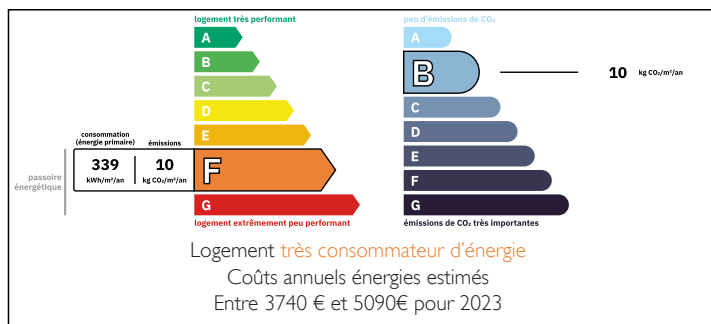 logement très performant
A
B
C
D
E
consommation
(énergie primaire)
émissions
339
10
kWh/m²/an
kg CO₂/m²/an
F
passoire
énergétique
G
logement extrêmement peu performant
peu d'émissions de CO₂
A
B
10 kg CO₂/m²/an
C
D
E
F
G
émissions de CO₂ très importantes
Logement très consommateur d'énergie
Coûts annuels énergies estimés
Entre 3740 € et 5090€ pour 2023